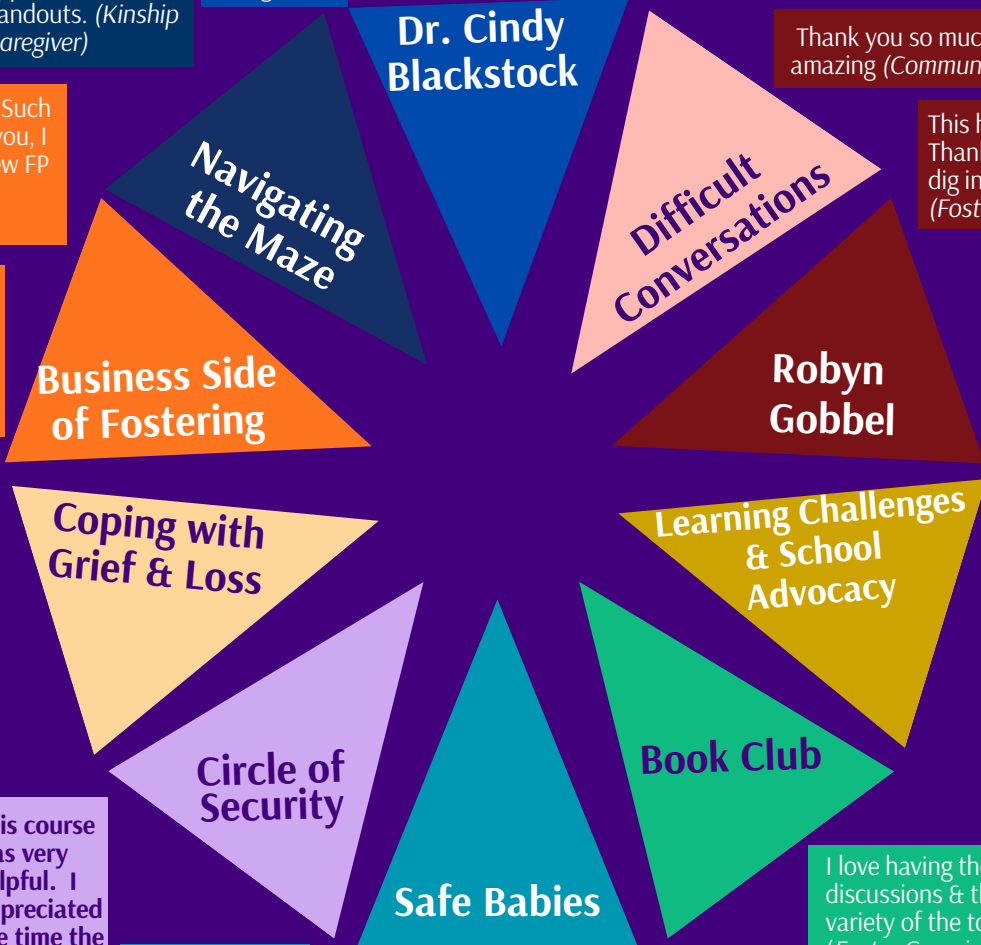 andouts. (Kinship
aregiver)
Dr. Cindy
Blackstock
Thank you so muc
amazing (Commun
Such
you, I
ew FP
This h
Thank
dig in
(Fost
Navigating
the Maze
Difficult
Conversations
Business Side
of Fostering
Robyn
Gobbel
Coping with
Grief & Loss
Learning Challenges
& School
Advocacy
Circle of
Security
Book Club
Safe Babies
is course
as very
lpful. I
preciated
e time the
I love having the
discussions & th
variety of the to